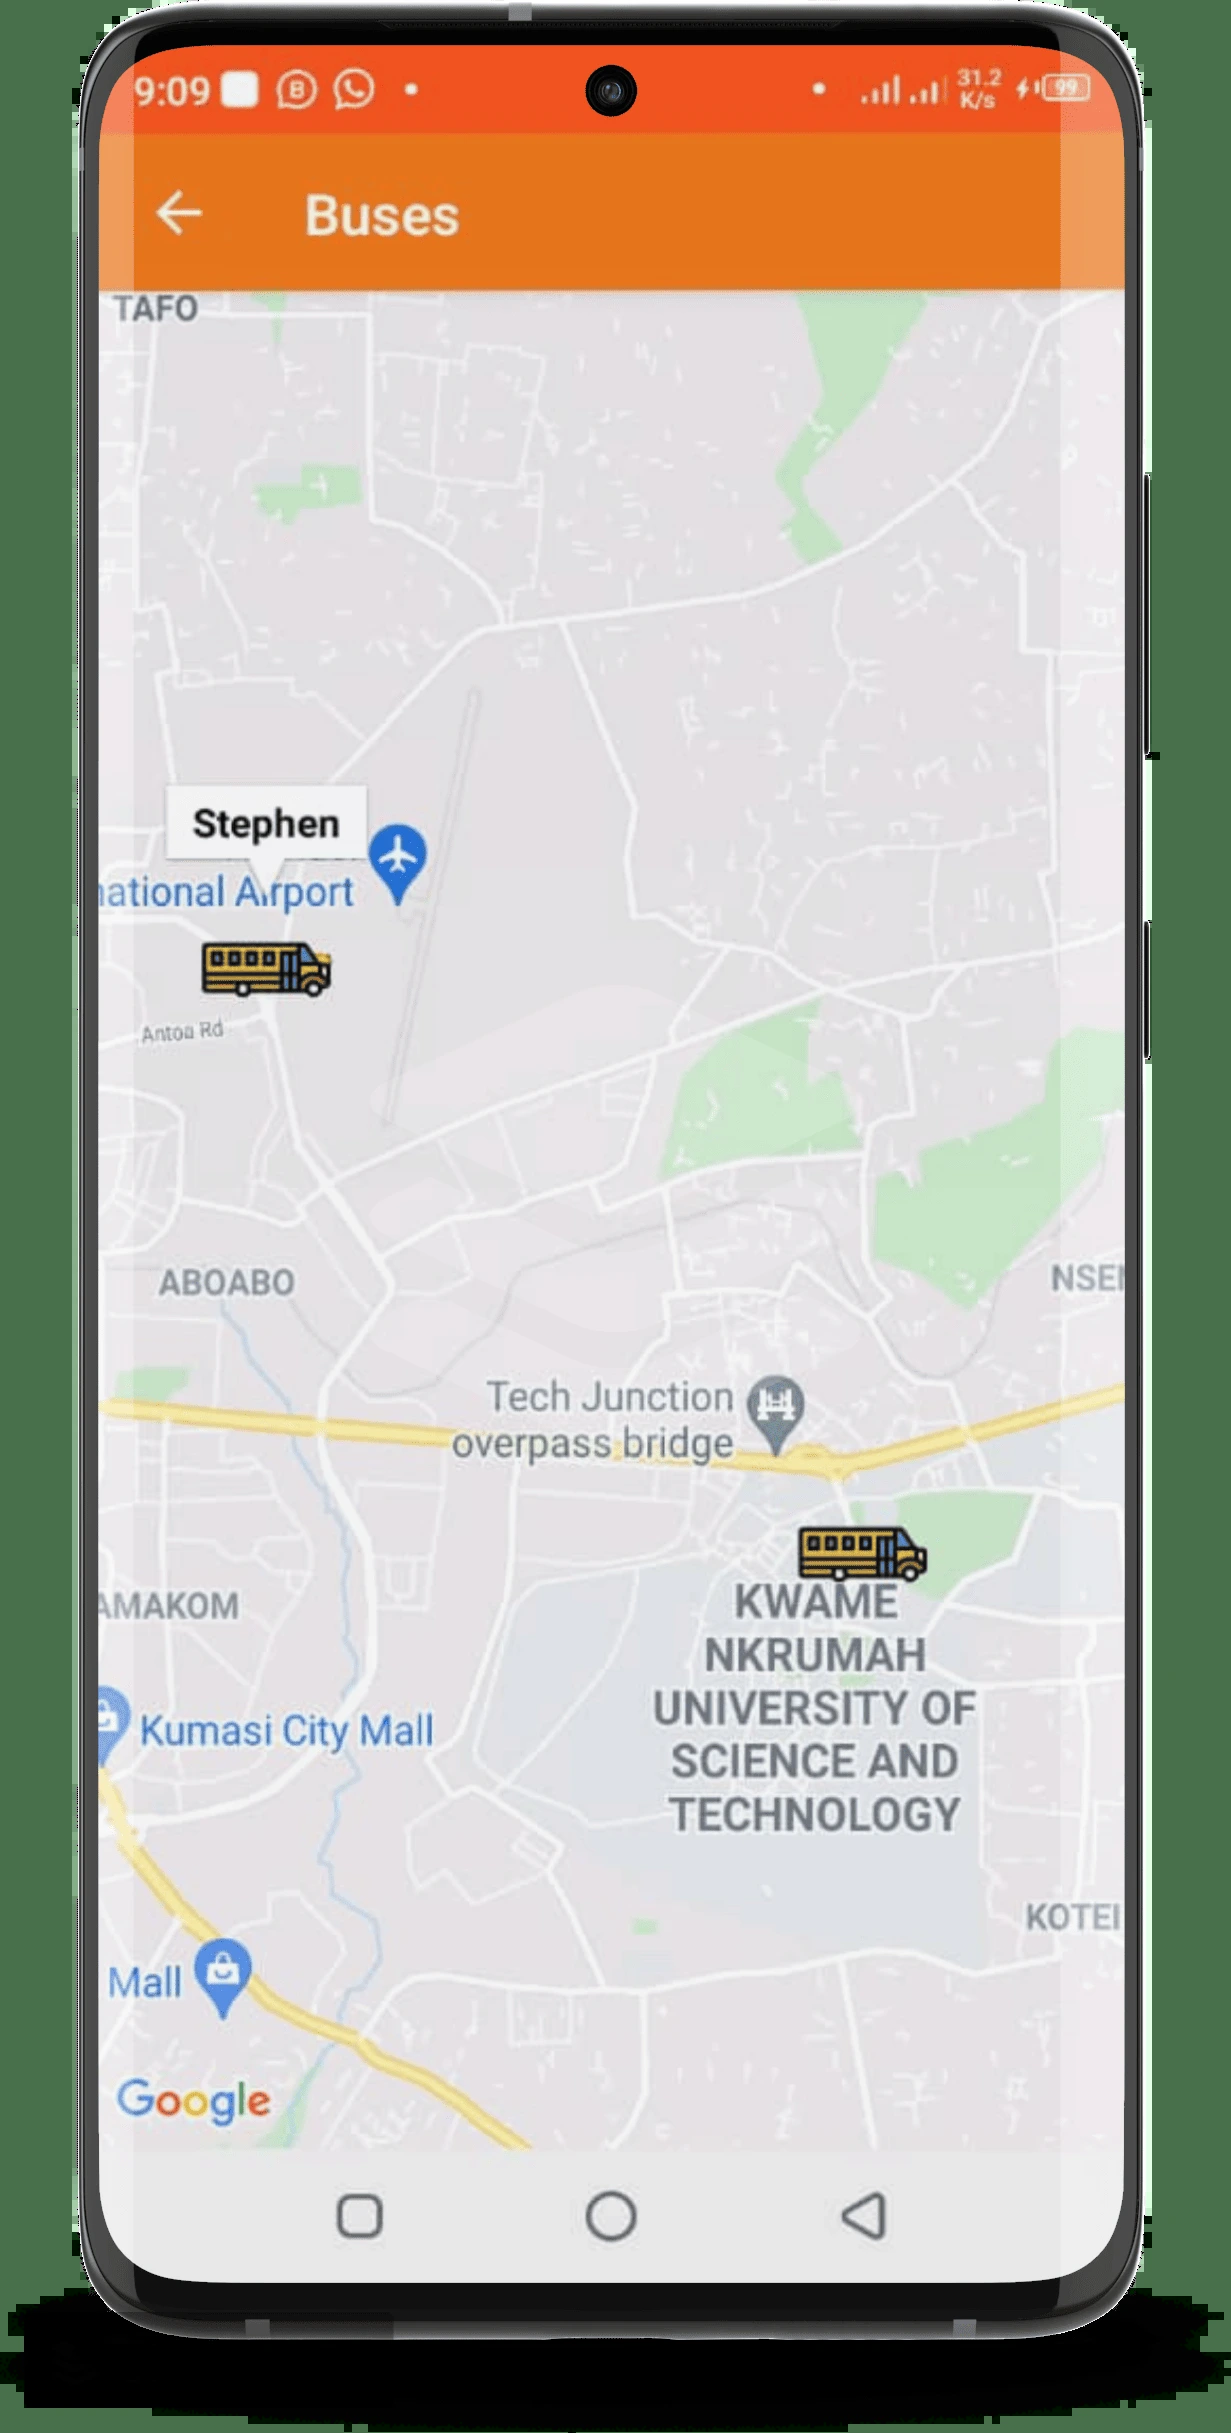 9:09
31.2
K/s
99
Buses
TAFO
Stephen
national Airport
Antoa Rd
ABOABO
NSEN
Tech Junction
overpass bridge
AMAKOM
KWAME
NKRUMAH
UNIVERSITY OF
SCIENCE AND
TECHNOLOGY
Kumasi City Mall
KOTEI
Mall
Google